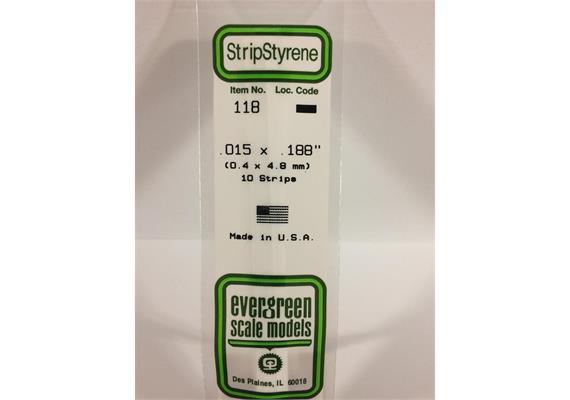 StripStyrene
Item No. Loc. Code
118
.015 x .188"
(0.4 x 4.8 mm)
10 Strips
Made in U.S.A.
evergreen
scale models
Des Plaines, IL 60018